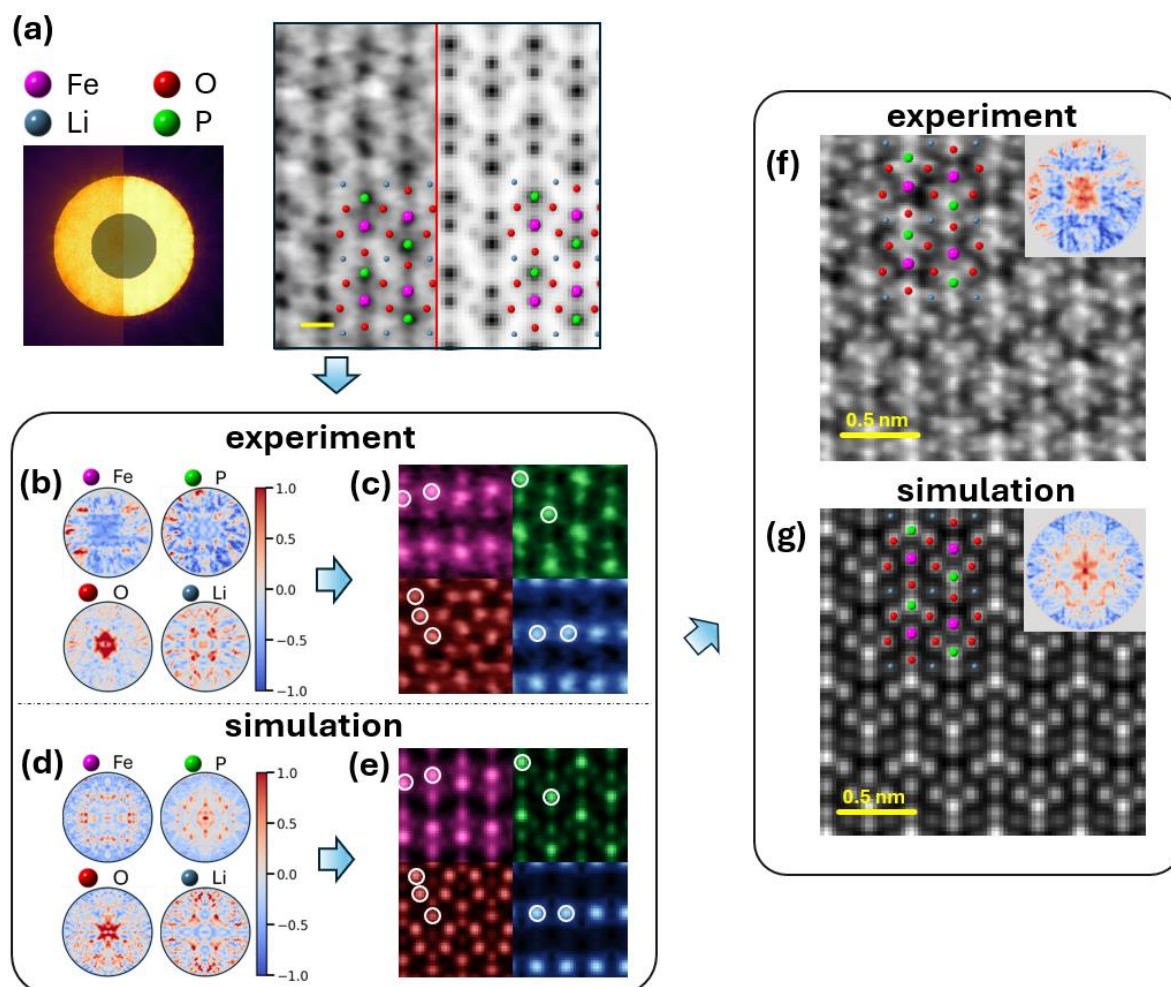 (a)
Fe O
Li P
experiment
(b) Fe P
1.0
0.5
0.0
O Li
−0.5
−1.0
(c)
simulation
(d) Fe P
1.0
0.5
0.0
O Li
−0.5
−1.0
(e)
experiment
(f)
0.5 nm
simulation
(g)
0.5 nm